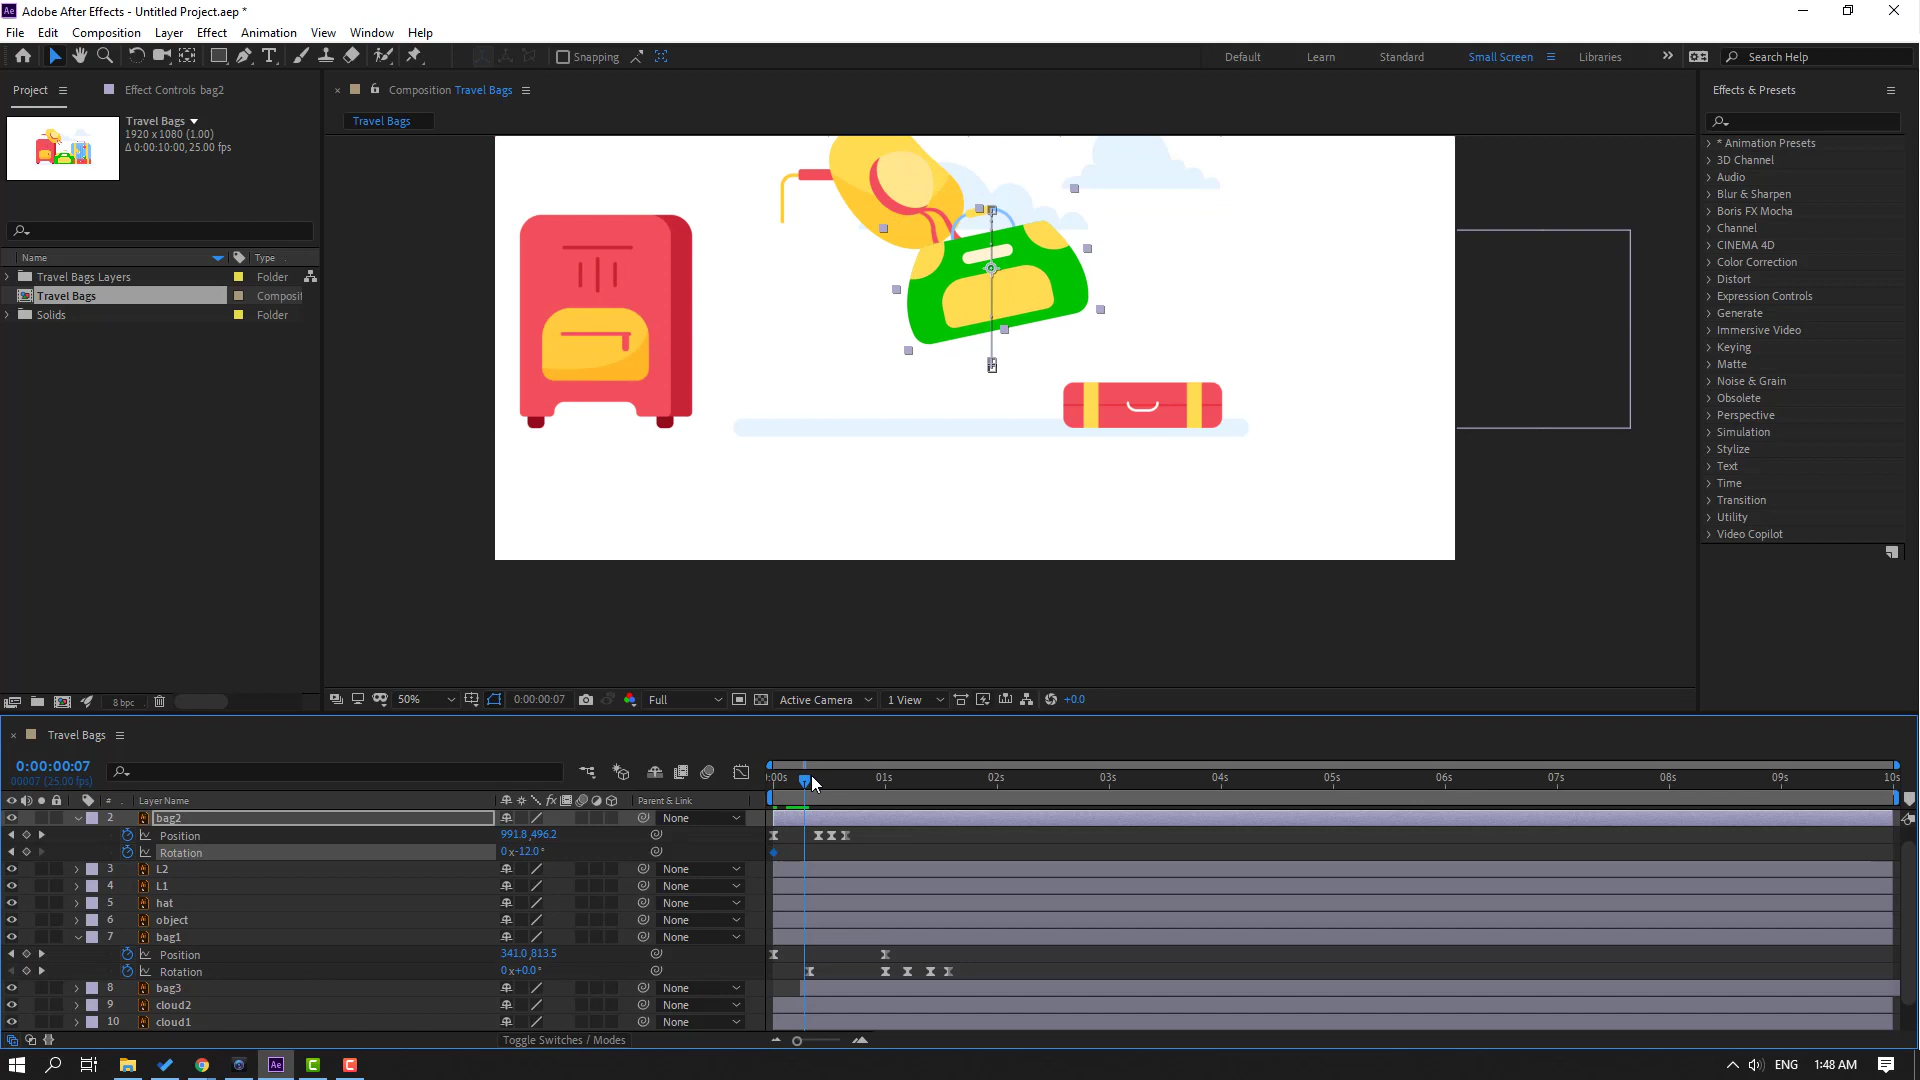 Adobe After Effects - Untitled Project.aep *
File Edit Composition Layer Effect Animation View Window Help
Snapping
Default Learn Standard Small Screen Libraries Search Help
Project Effect Controls bag2
Composition Travel Bags
Effects & Presets
Travel Bags
1920 x 1080 (1.00)
Δ 0:00:10:00, 25.00 fps
Travel Bags
Name Type
Travel Bags Layers Folder
Travel Bags Composit
Solids Folder
* Animation Presets
3D Channel
Audio
Blur & Sharpen
Boris FX Mocha
Channel
CINEMA 4D
Color Correction
Distort
Expression Controls
Generate
Immersive Video
Keying
Matte
Noise & Grain
Obsolete
Perspective
Simulation
Stylize
Text
Time
Transition
Utility
Video Copilot
8 bpc
50% 0:00:00:07 Full Active Camera 1 View +0.0
Travel Bags
0:00:00:07
00007 (25.00 fps)
:00s 01s 02s 03s 04s 05s 06s 07s 08s 09s 10s
# Layer Name Parent & Link
2 bag2 None
Position 991.8,496.2
Rotation 0x-12.0°
3 L2 None
4 L1 None
5 hat None
6 object None
7 bag1 None
Position 341.0,813.5
Rotation 0x+0.0°
8 bag3 None
9 cloud2 None
10 cloud1 None
Toggle Switches / Modes
ENG 1:48 AM